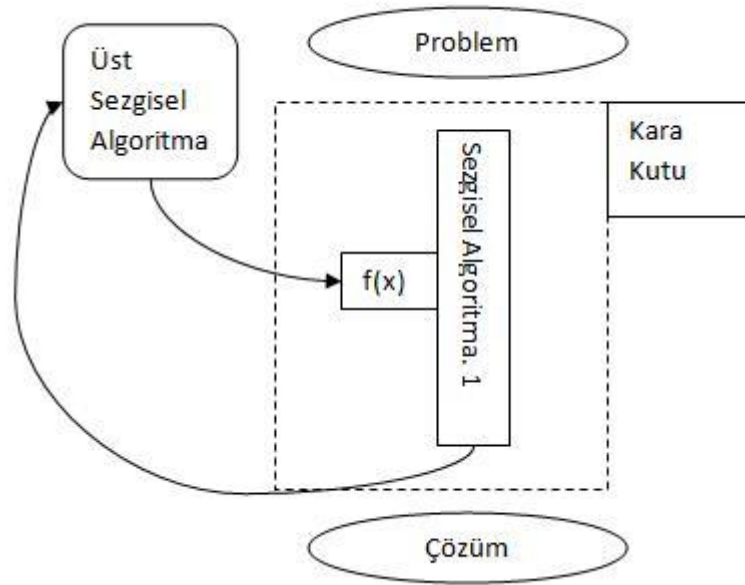 Problem
Üst
Sezgisel
Algoritma
Kara
Kutu
Sezgisel Algoritma. 1
f(x)
Çözüm